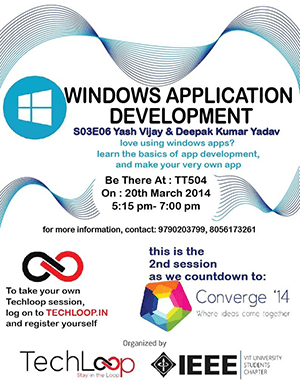 WINDOWS APPLICATION
DEVELOPMENT
S03E06 Yash Vijay & Deepak Kumar Yadav
love using windows apps?
learn the basics of app development,
and make your very own app
Be There At : TT504
On : 20th March 2014
5:15 pm- 7:00 pm
for more information, contact: 9790203799, 8056173261
To take your own
Techloop session,
log on to TECHLOOP.IN
and register yourself
this is the
2nd session
as we countdown to:
Converge '14
Where ideas come together
Organized by
TechLoop
Stay in the Loop
IEEE
VIT UNIVERSITY
STUDENTS
CHAPTER